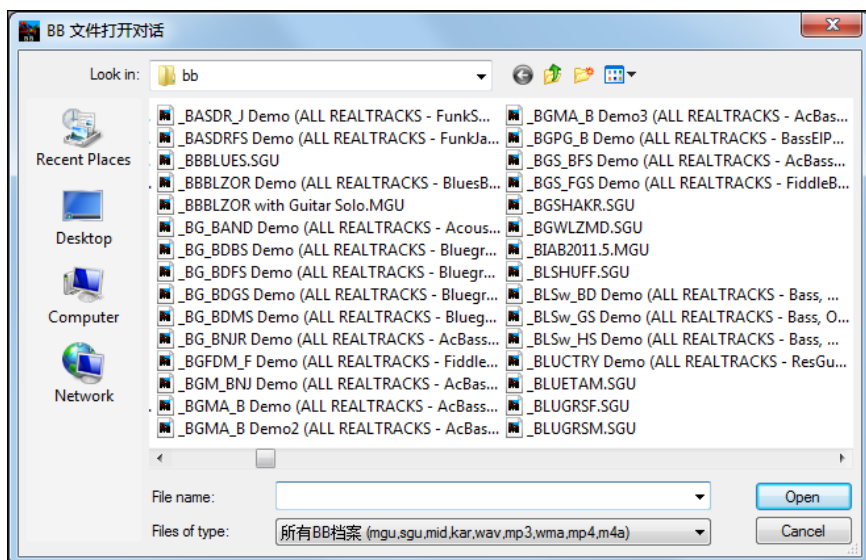 BB 文件打开对话
Look in: bb
Recent Places
Desktop
Computer
Network
_BASDR_J Demo (ALL REALTRACKS - FunkS...
_BASDRFS Demo (ALL REALTRACKS - FunkJa...
_BBBLUES.SGU
_BBBLZOR Demo (ALL REALTRACKS - BluesB...
_BBBLZOR with Guitar Solo.MGU
_BG_BAND Demo (ALL REALTRACKS - Acous...
_BG_BDBS Demo (ALL REALTRACKS - Bluegr...
_BG_BDFS Demo (ALL REALTRACKS - Bluegr...
_BG_BDGS Demo (ALL REALTRACKS - Bluegr...
_BG_BDMS Demo (ALL REALTRACKS - Blueg...
_BG_BNJR Demo (ALL REALTRACKS - AcBass...
_BGFDM_F Demo (ALL REALTRACKS - Fiddle...
_BGM_BNJ Demo (ALL REALTRACKS - AcBas...
_BGMA_B Demo (ALL REALTRACKS - AcBass...
_BGMA_B Demo2 (ALL REALTRACKS - AcBas...
_BGMA_B Demo3 (ALL REALTRACKS - AcBas...
_BGPG_B Demo (ALL REALTRACKS - BassElP...
_BGS_BFS Demo (ALL REALTRACKS - AcBass...
_BGS_FGS Demo (ALL REALTRACKS - FiddleB...
_BGSHAKR.SGU
_BGWLZMD.SGU
_BIAB2011.5.MGU
_BLSHUFF.SGU
_BLSw_BD Demo (ALL REALTRACKS - Bass, ...
_BLSw_GS Demo (ALL REALTRACKS - Bass, O...
_BLSw_HS Demo (ALL REALTRACKS - Bass, ...
_BLUCTRY Demo (ALL REALTRACKS - ResGu...
_BLUETAM.SGU
_BLUGRSF.SGU
_BLUGRSM.SGU
File name:
Open
Files of type: 所有BB档案 (mgu,sgu,mid,kar,wav,mp3,wma,mp4,m4a)
Cancel